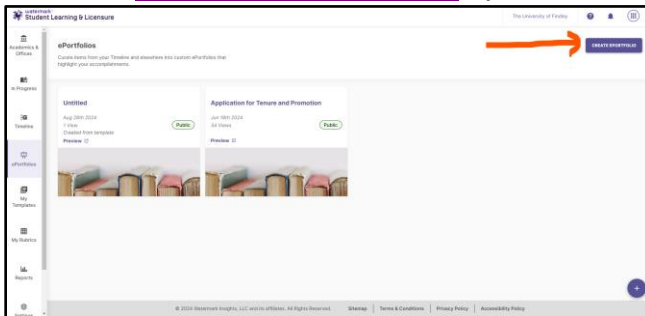 watermark
Student Learning & Licensure
The University of Findlay
Academics &
Offices
In Progress
Timeline
ePortfolios
My
Templates
My Rubrics
Reports
ePortfolios
Curate items from your Timeline and elsewhere into custom ePortfolios that
highlight your accomplishments.
CREATE EPORTFOLIO
Untitled
Aug 29th 2024
1 View
Created from template
Public
Preview
Application for Tenure and Promotion
Jun 18th 2024
34 Views
Public
Preview
© 2024 Watermark Insights, LLC and its affiliates. All Rights Reserved.
Sitemap
Terms & Conditions
Privacy Policy
Accessibility Policy